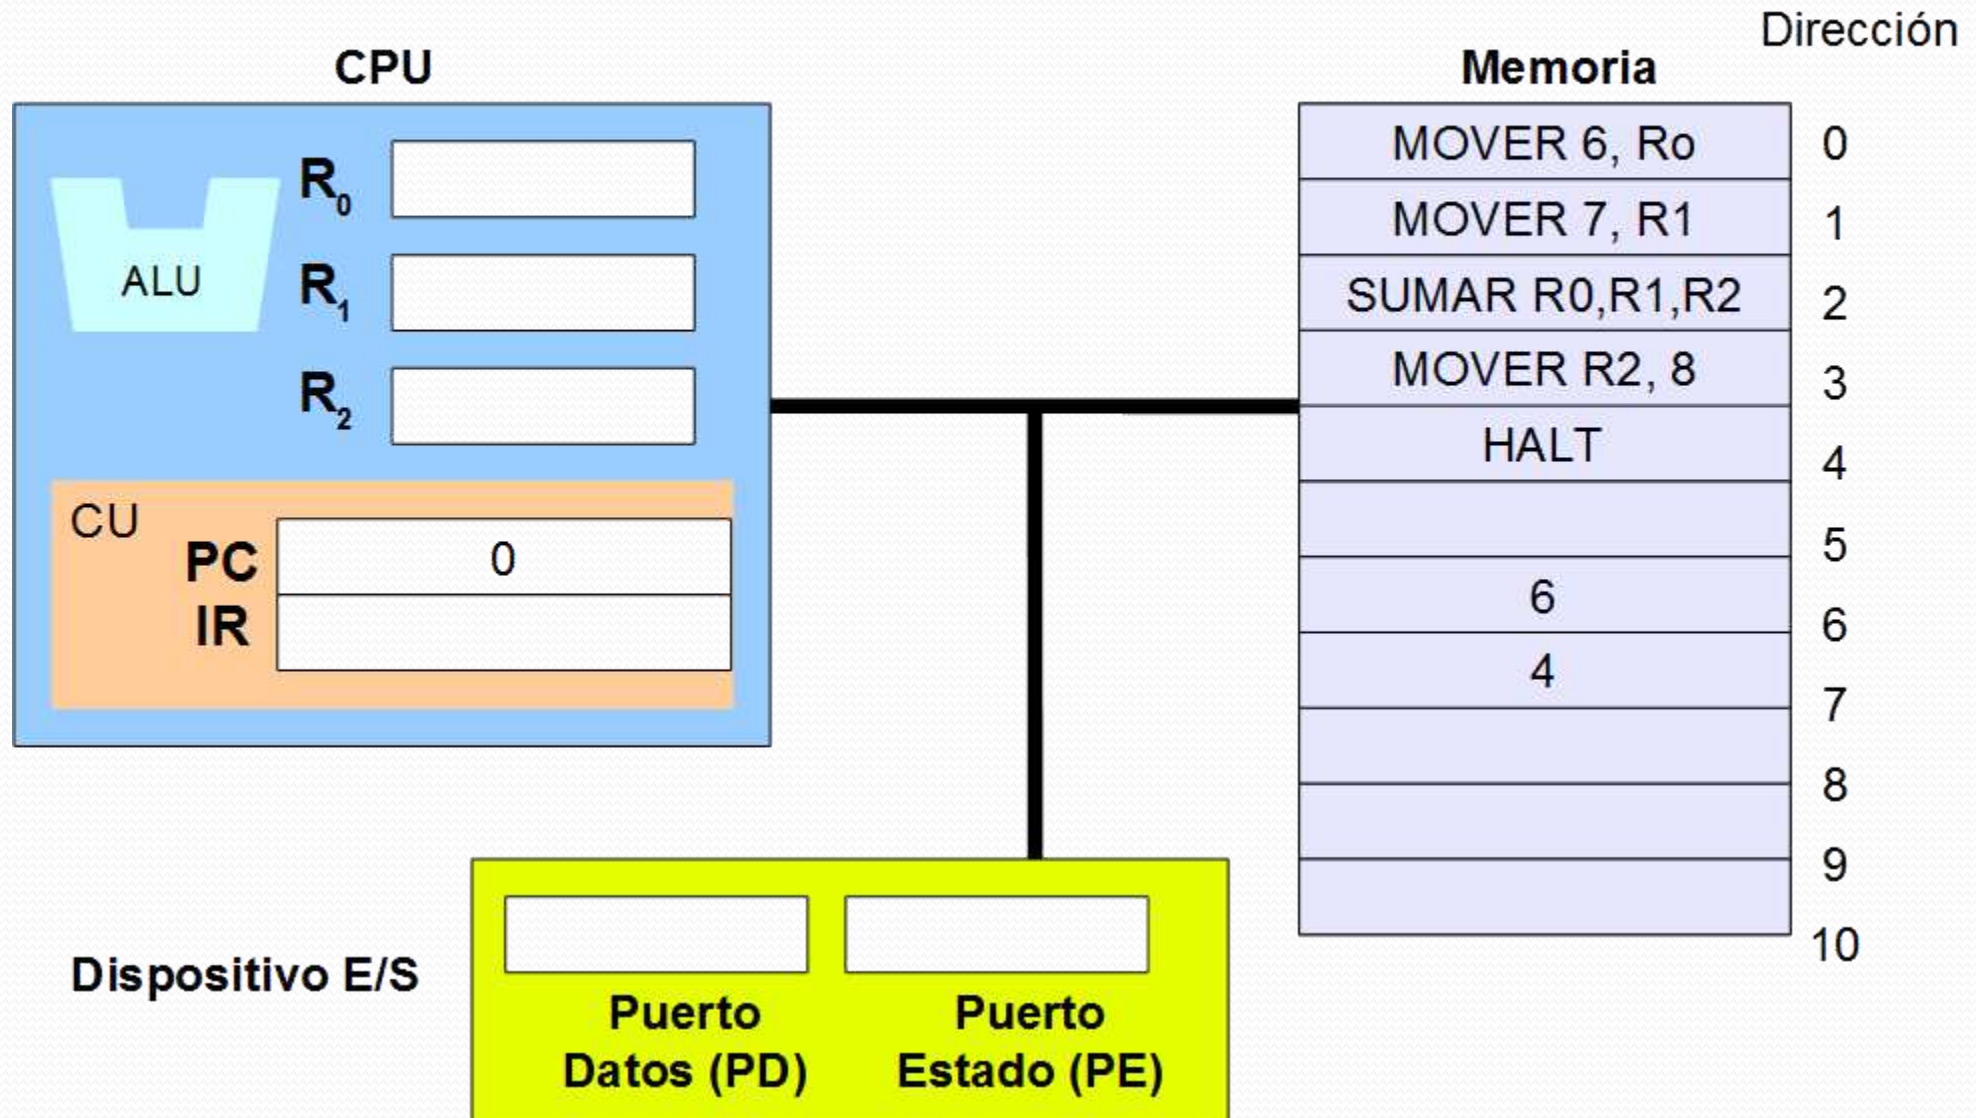 Dirección
CPU
Memoria
R0
ALU
R1
R2
CU
PC 0
IR
MOVER 6, Ro 0
MOVER 7, R1 1
SUMAR R0,R1,R2 2
MOVER R2, 8 3
HALT 4
5
6 6
4 7
8
9
10
Dispositivo E/S
Puerto
Datos (PD)
Puerto
Estado (PE)